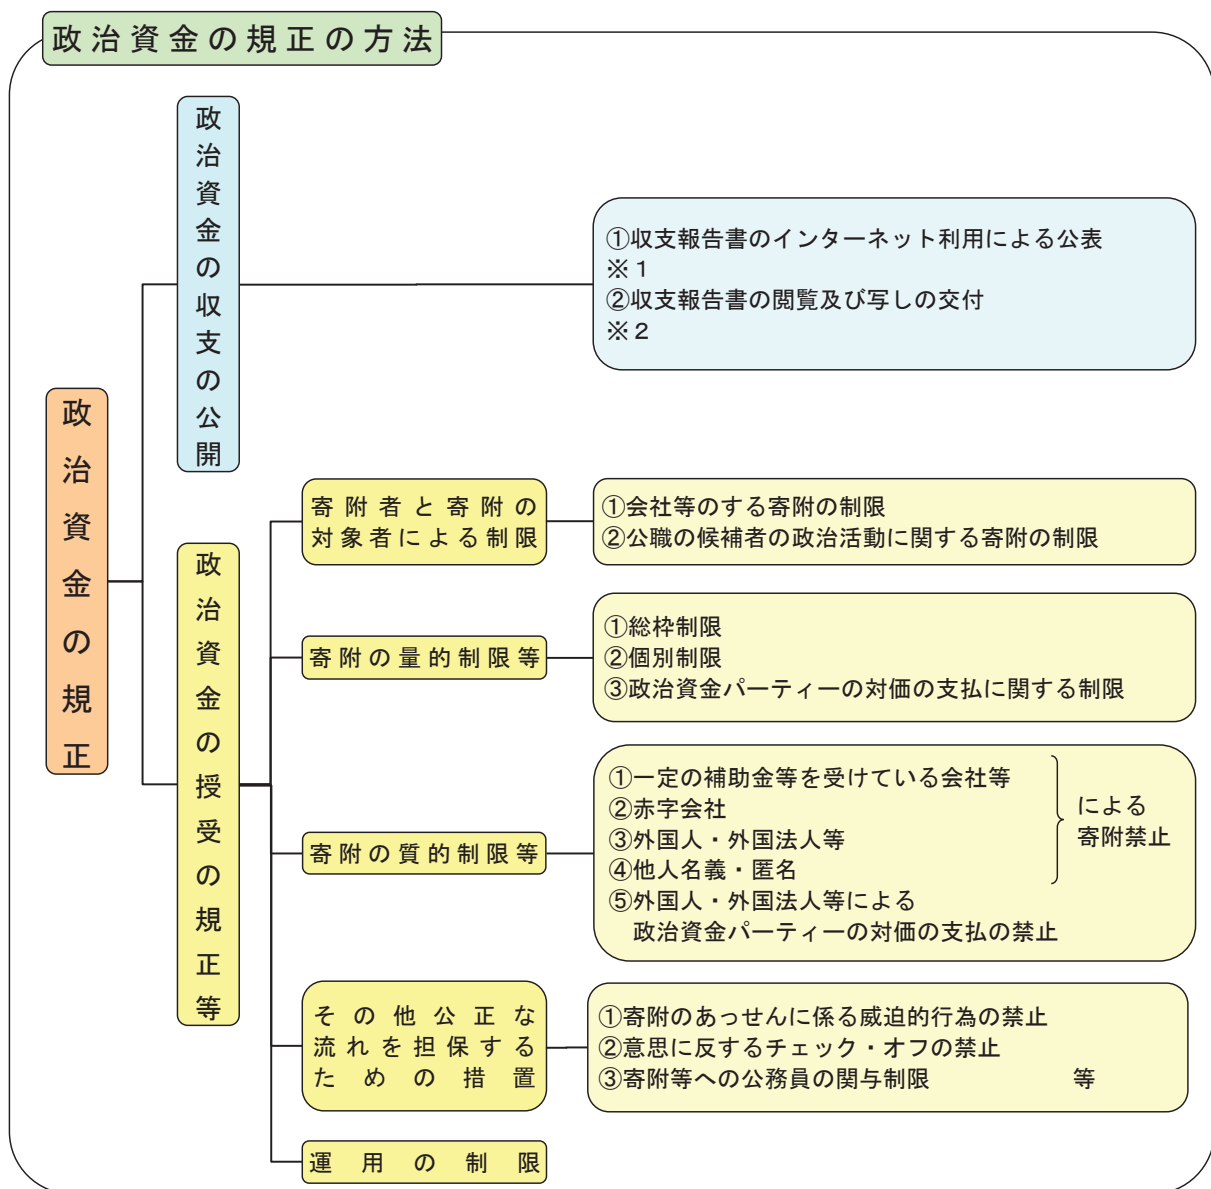 政治資金の規正の方法
政治資金の規正
政治資金の収支の公開
①収支報告書のインターネット利用による公表
※１
②収支報告書の閲覧及び写しの交付
※２
政治資金の授受の規正等
寄附者と寄附の
対象者による制限
①会社等のする寄附の制限
②公職の候補者の政治活動に関する寄附の制限
寄附の量的制限等
①総枠制限
②個別制限
③政治資金パーティーの対価の支払に関する制限
寄附の質的制限等
①一定の補助金等を受けている会社等
②赤字会社
③外国人・外国法人等
④他人名義・匿名
による
寄附禁止
⑤外国人・外国法人等による
政治資金パーティーの対価の支払の禁止
その他公正な
流れを担保する
ための措置
①寄附のあっせんに係る威迫的行為の禁止
②意思に反するチェック・オフの禁止
③寄附等への公務員の関与制限　等
運用の制限